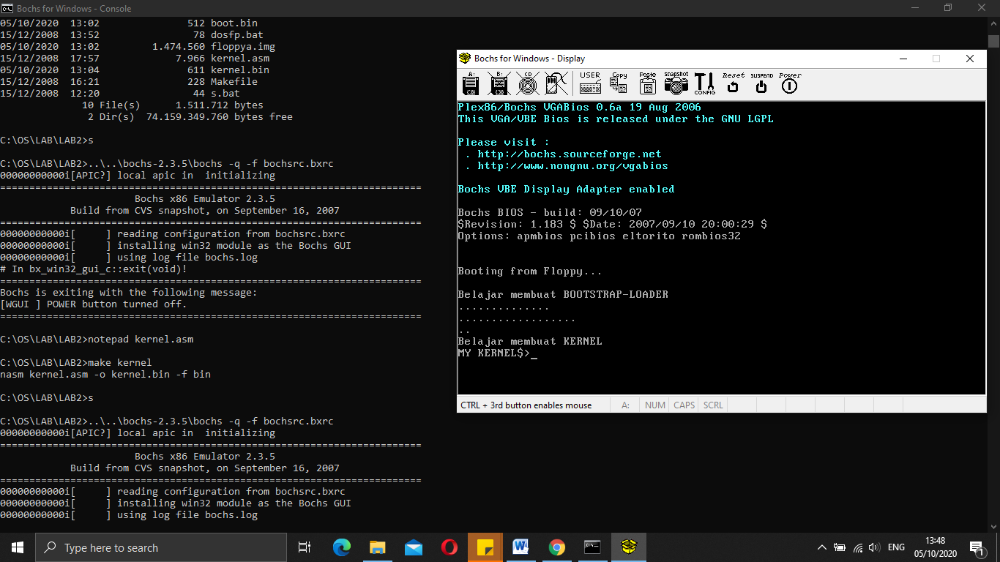 Bochs for Windows - Console
05/10/2020  13:02               512 boot.bin
15/12/2008  13:52                78 dosfp.bat
05/10/2020  13:02         1.474.560 floppya.img
15/12/2008  17:57             7.966 kernel.asm
05/10/2020  13:04               611 kernel.bin
15/12/2008  16:21               228 Makefile
15/12/2008  12:20                44 s.bat
              10 File(s)      1.511.712 bytes
               2 Dir(s)  74.159.349.760 bytes free
C:\OS\LAB\LAB2>s
C:\OS\LAB\LAB2>..\..\bochs-2.3.5\bochs -q -f bochsrc.bxrc
00000000000i[APIC?] local apic in  initializing
========================================================================
Bochs x86 Emulator 2.3.5
Build from CVS snapshot, on September 16, 2007
========================================================================
00000000000i[     ] reading configuration from bochsrc.bxrc
00000000000i[     ] installing win32 module as the Bochs GUI
00000000000i[     ] using log file bochs.log
# In bx_win32_gui_c::exit(void)!
========================================================================
Bochs is exiting with the following message:
[WGUI ] POWER button turned off.
========================================================================
C:\OS\LAB\LAB2>notepad kernel.asm
C:\OS\LAB\LAB2>make kernel
nasm kernel.asm -o kernel.bin -f bin
C:\OS\LAB\LAB2>s
C:\OS\LAB\LAB2>..\..\bochs-2.3.5\bochs -q -f bochsrc.bxrc
00000000000i[APIC?] local apic in  initializing
========================================================================
Bochs x86 Emulator 2.3.5
Build from CVS snapshot, on September 16, 2007
========================================================================
00000000000i[     ] reading configuration from bochsrc.bxrc
00000000000i[     ] installing win32 module as the Bochs GUI
00000000000i[     ] using log file bochs.log
Bochs for Windows - Display
A: B: CD USER Copy Paste snapshot CONFIG Reset SUSPEND Power
Plex86/Bochs VGABios 0.6a 19 Aug 2006
This VGA/VBE Bios is released under the GNU LGPL
Please visit :
. http://bochs.sourceforge.net
. http://www.nongnu.org/vgabios
Bochs VBE Display Adapter enabled
Bochs BIOS - build: 09/10/07
$Revision: 1.183 $ $Date: 2007/09/10 20:00:29 $
Options: apmbios pcibios eltorito rombios32
Booting from Floppy...
Belajar membuat BOOTSTRAP-LOADER
..............
..................
..
Belajar membuat KERNEL
MY KERNEL$>_
CTRL + 3rd button enables mouse A: NUM CAPS SCRL
Type here to search
ENG
13:48
05/10/2020
1